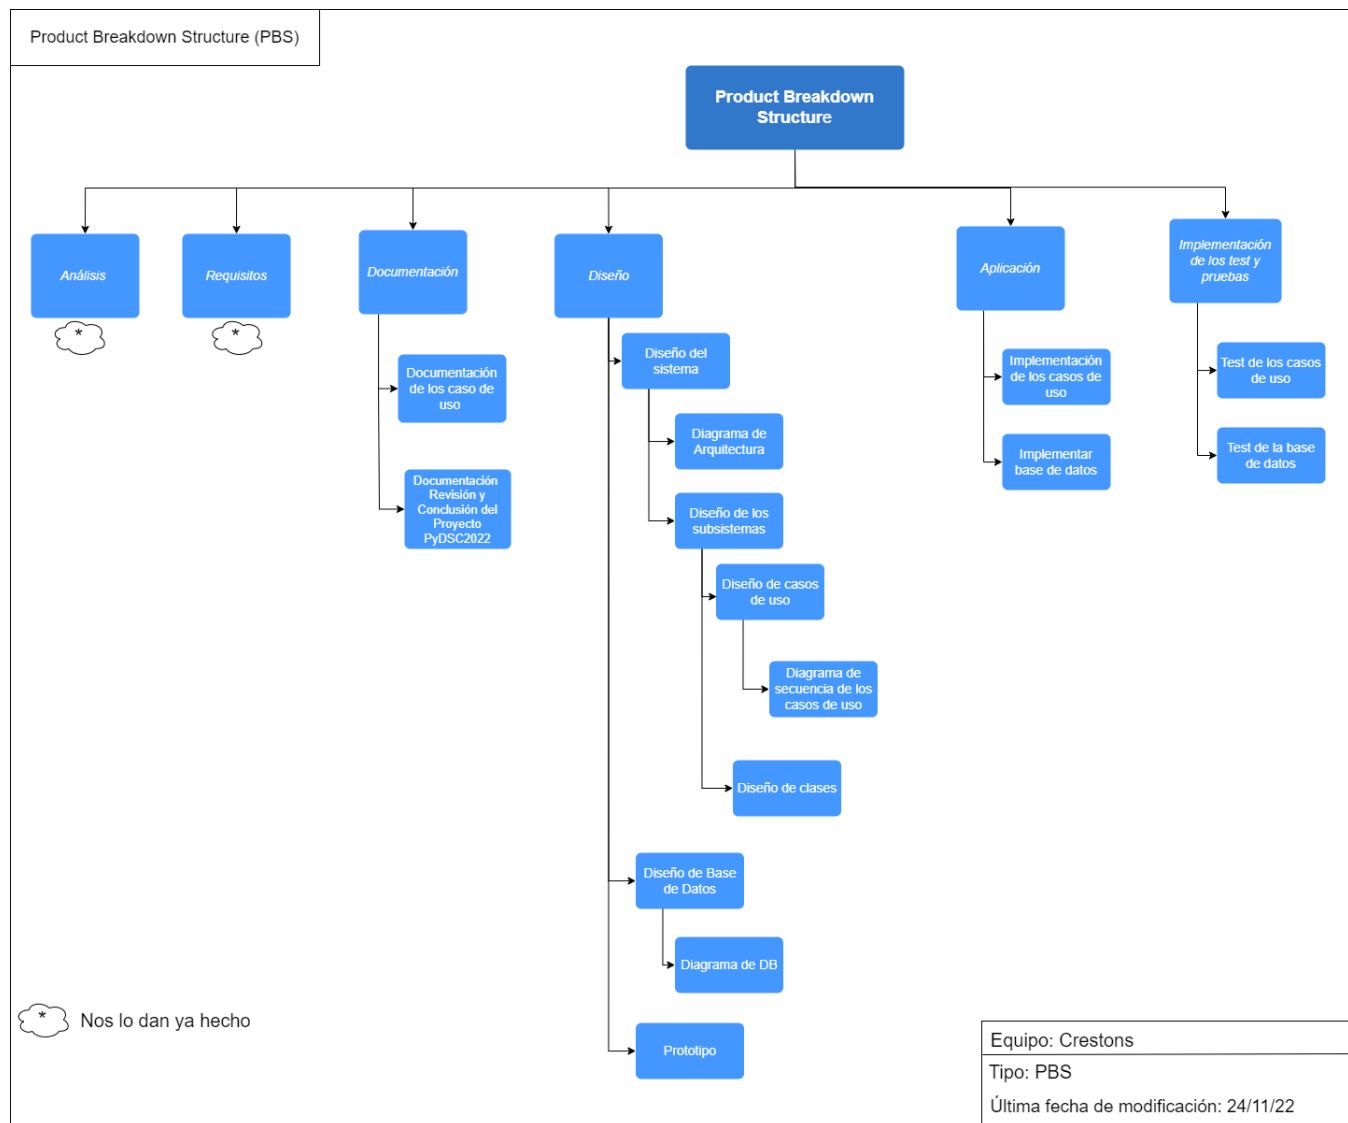 Product Breakdown Structure (PBS)
Product Breakdown
Structure
Análisis
Requisitos
Documentación
Diseño
Aplicación
Implementación
de los test y
pruebas
*
*
Documentación
de los caso de
uso
Documentación
Revisión y
Conclusión del
Proyecto
PyDSC2022
Diseño del
sistema
Diagrama de
Arquitectura
Diseño de los
subsistemas
Diseño de casos
de uso
Diagrama de
secuencia de los
casos de uso
Diseño de clases
Diseño de Base
de Datos
Diagrama de DB
Prototipo
Implementación
de los casos de
uso
Implementar
base de datos
Test de los casos
de uso
Test de la base
de datos
* Nos lo dan ya hecho
Equipo: Crestons
Tipo: PBS
Última fecha de modificación: 24/11/22